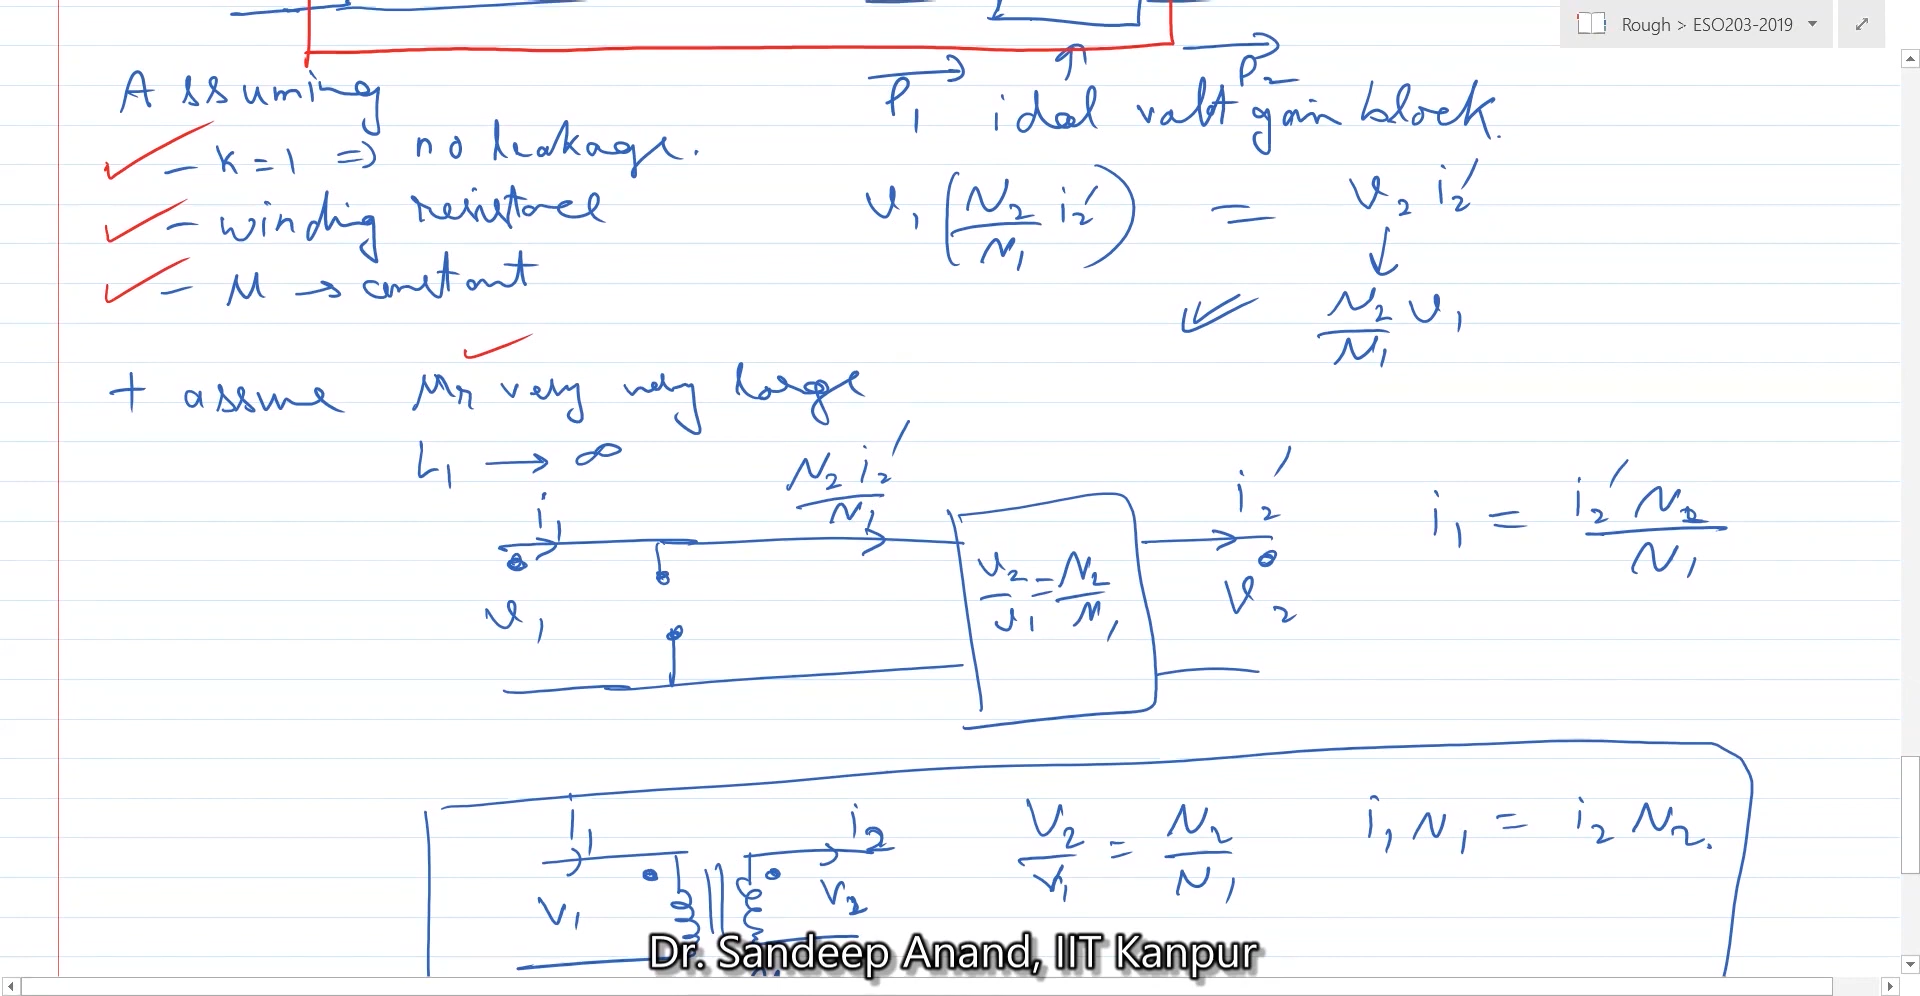 Rough > ESO203-2019
Assuming
P₁ P₂
ideal volt gain block.
- K = 1 ⇒ no leakage.
- winding resistance
- M → constant
v₁ (N₂/N₁ i₂′) = v₂ i₂′
↓
N₂/N₁ v₁
+ assume Mr very very large
L₁ → ∞
i₁ N₂ i₂′/N₁ i₂′
v₁ v₂/v₁ = N₂/N₁ v₂
i₁ = i₂′ N₂/N₁
i₁ i₂
v₁ v₂
V₂/V₁ = N₂/N₁ i₁ N₁ = i₂ N₂.
Dr. Sandeep Anand, IIT Kanpur